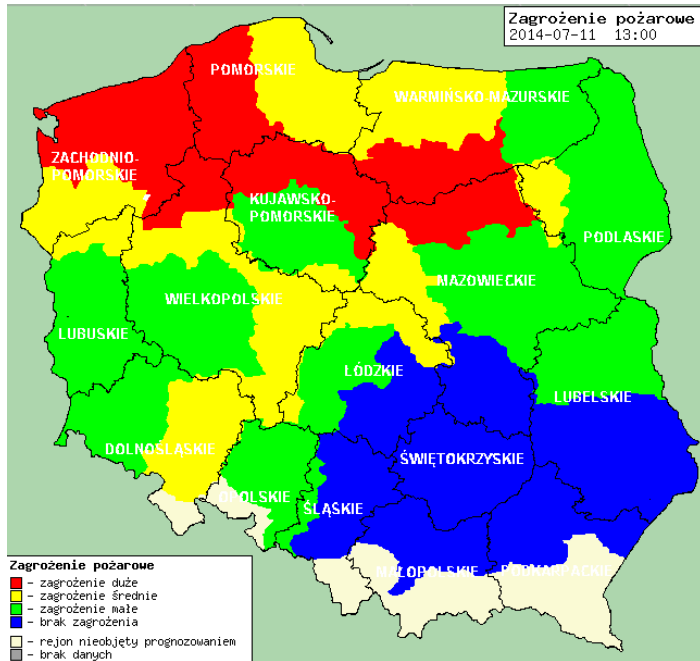 Zagrożenie pożarowe
2014-07-11 13:00
POMORSKIE
WARMIŃSKO-MAZURSKIE
ZACHODNIO-
POMORSKIE
KUJAWSKO-
POMORSKIE
PODLASKIE
MAZOWIECKIE
WIELKOPOLSKIE
LUBUSKIE
ŁÓDZKIE
LUBELSKIE
DOLNOŚLĄSKIE
ŚWIĘTOKRZYSKIE
OPOLSKIE
ŚLĄSKIE
MAŁOPOLSKIE
PODKARPACKIE
Zagrożenie pożarowe
- zagrożenie duże
- zagrożenie średnie
- zagrożenie małe
- brak zagrożenia
- rejon nieobjęty prognozowaniem
- brak danych